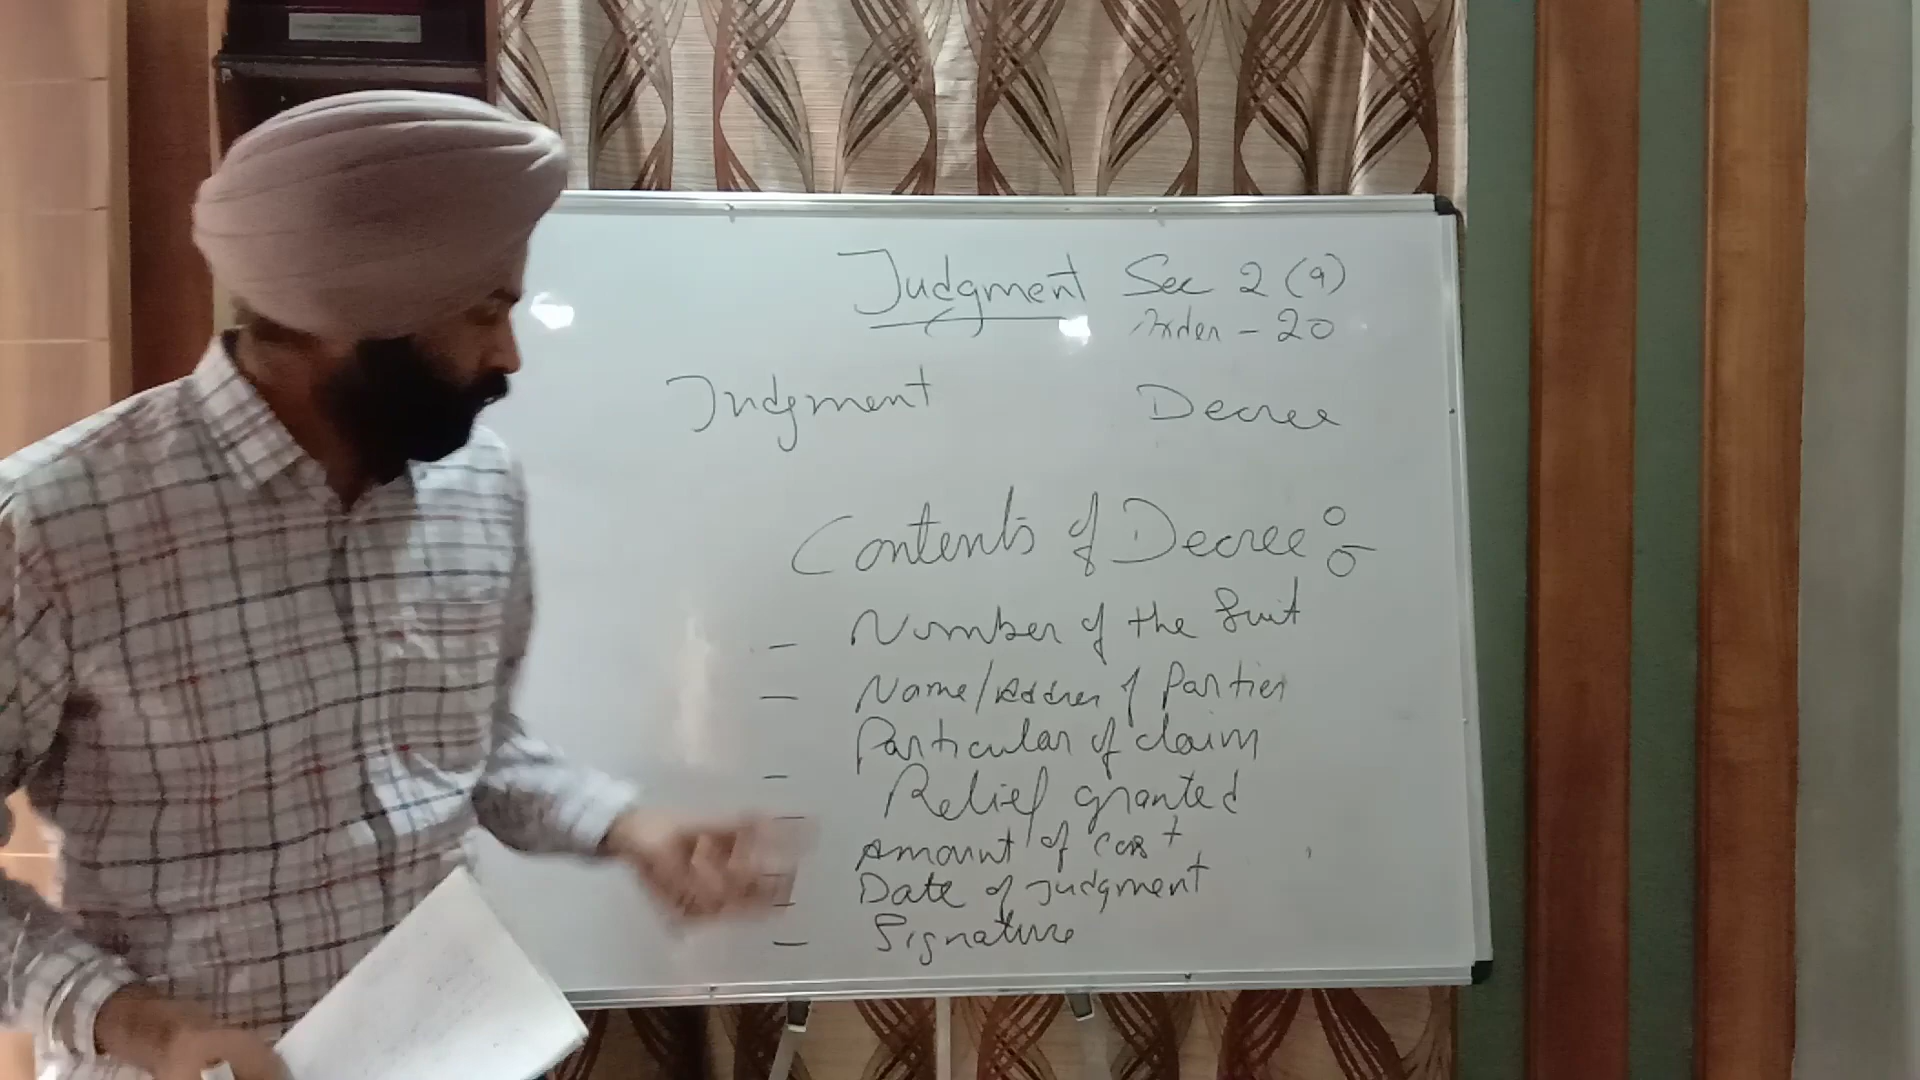 Judgment Sec 2 (9)
Order - 20
Judgment Decree
Contents of Decree :-
- Number of the Suit
- Name/Address of Parties
Particular of claim
- Relief granted
- Amount of cost
- Date of Judgment
- Signature